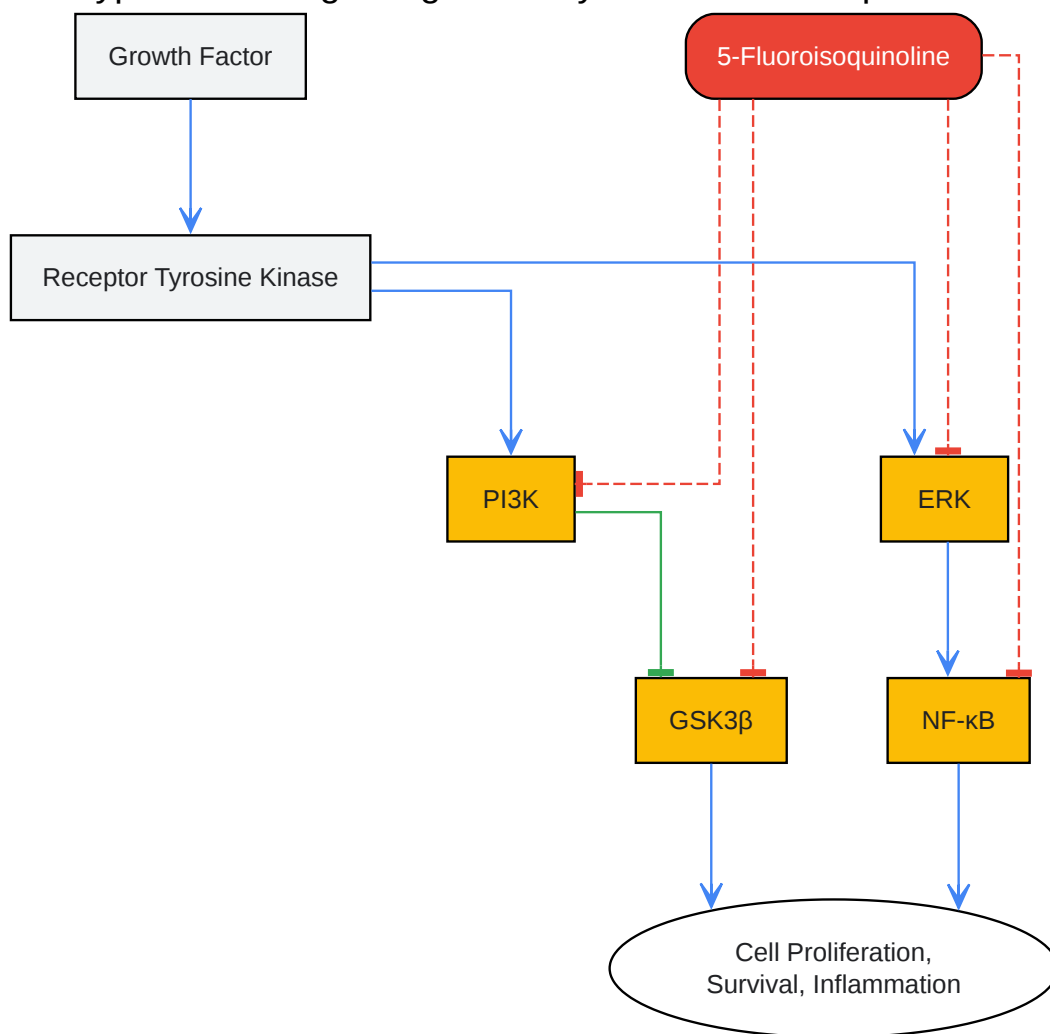 Growth Factor
5-Fluoroisoquinoline
Receptor Tyrosine Kinase
PI3K
ERK
GSK3β
NF-κB
Cell Proliferation,
Survival, Inflammation